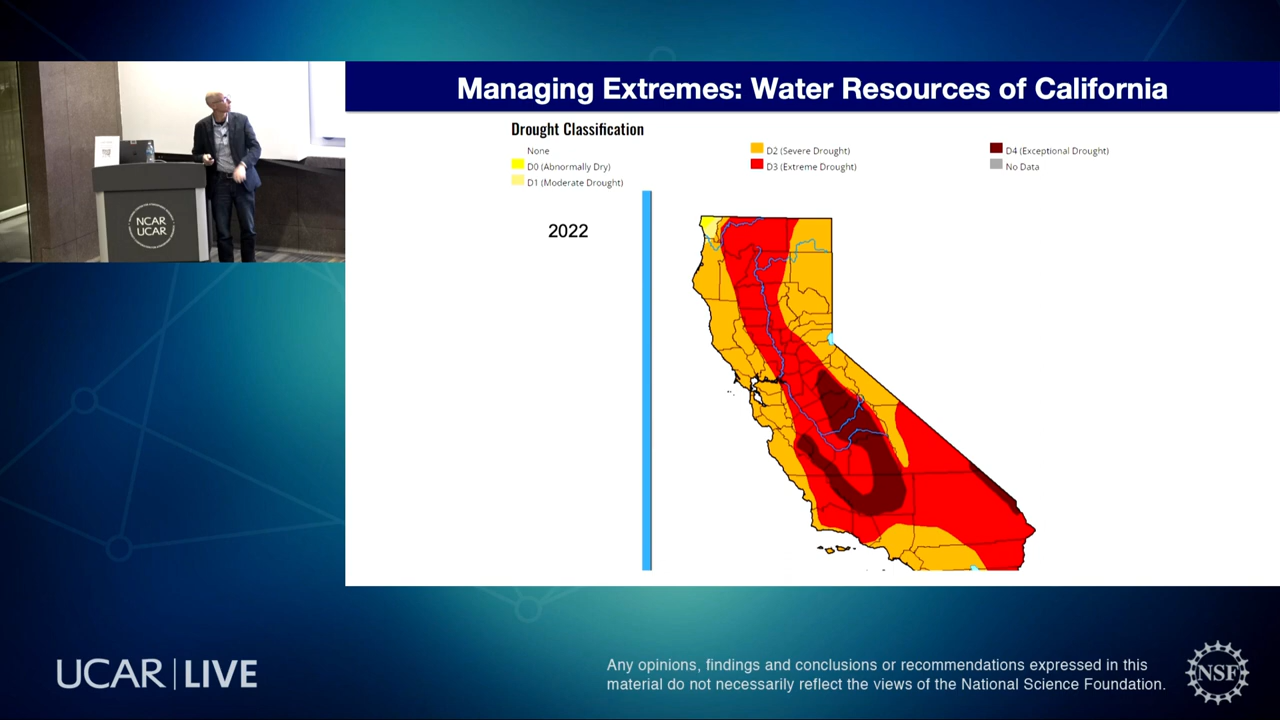 Managing Extremes: Water Resources of California
Drought Classification
None
D0 (Abnormally Dry)
D1 (Moderate Drought)
D2 (Severe Drought)
D3 (Extreme Drought)
D4 (Exceptional Drought)
No Data
2022
NCAR
UCAR
UCAR | LIVE
Any opinions, findings and conclusions or recommendations expressed in this
material do not necessarily reflect the views of the National Science Foundation.
NSF